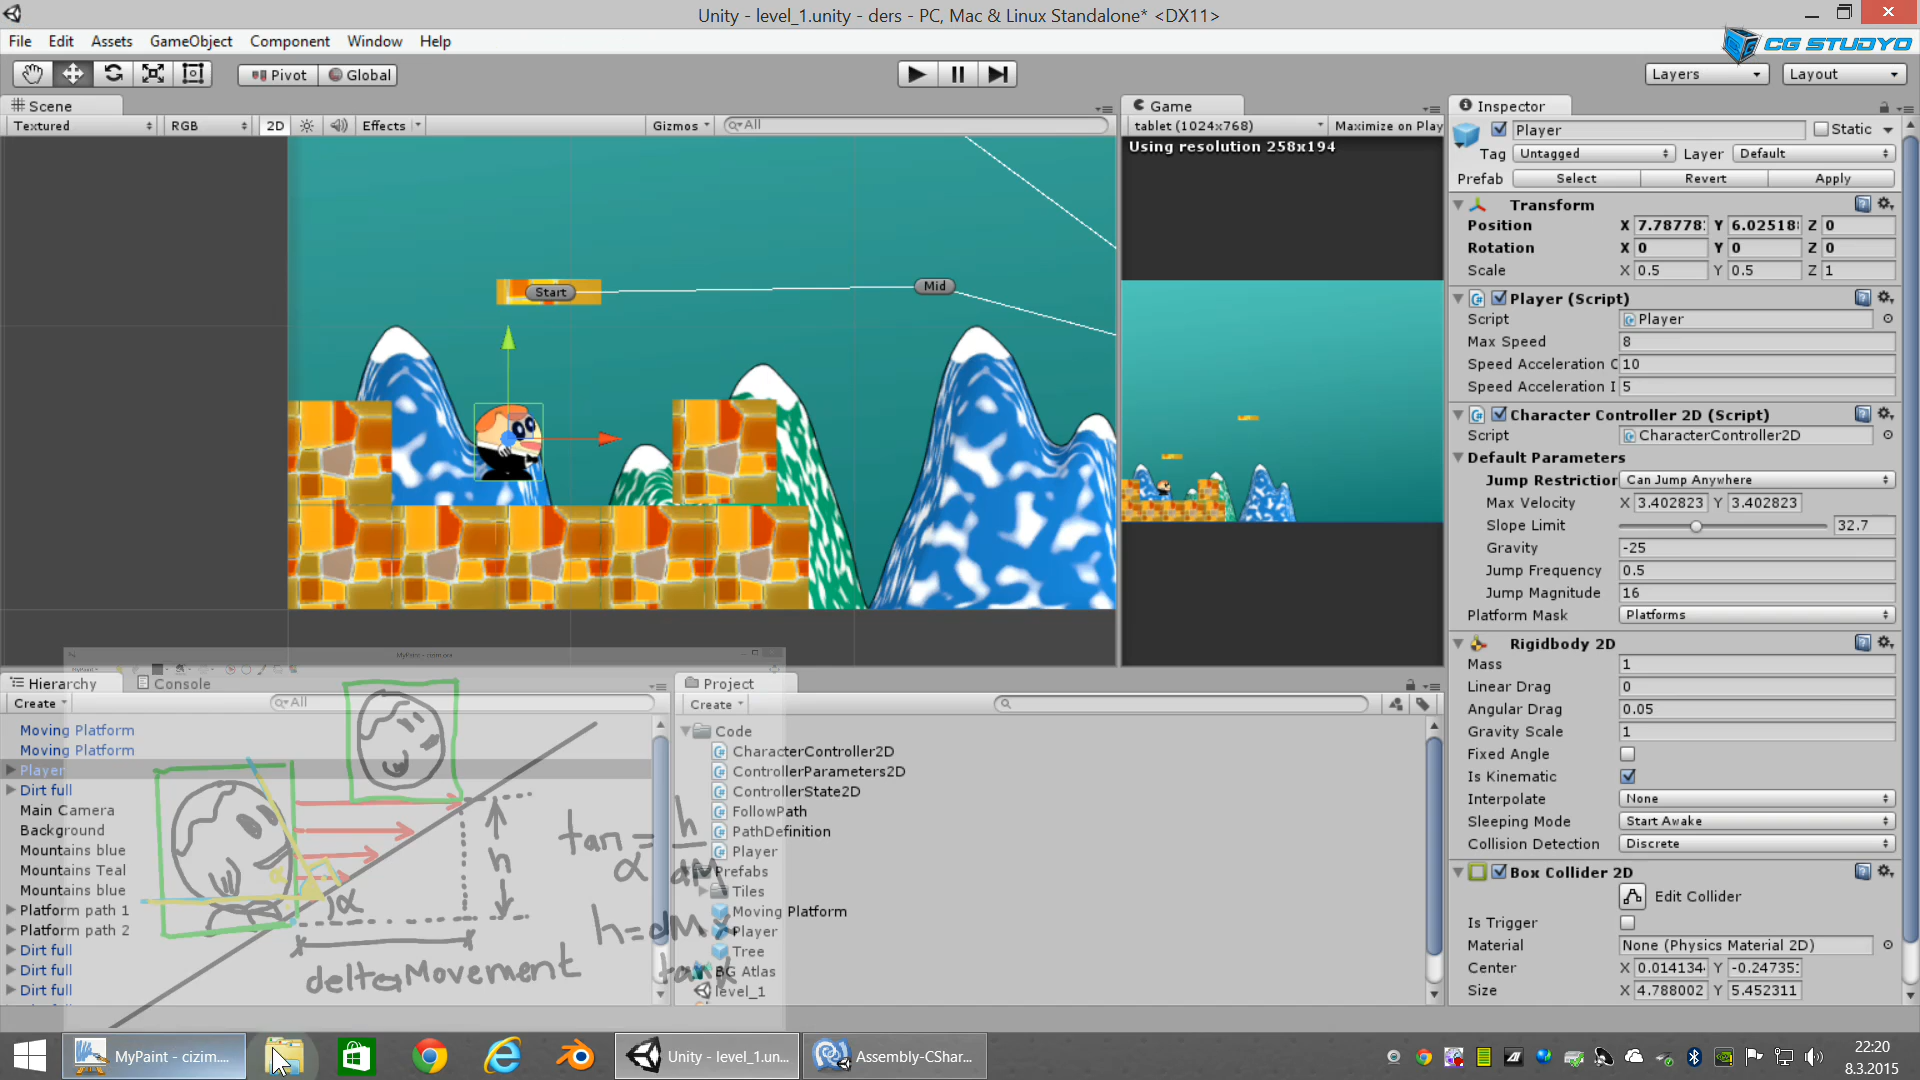 Unity - level_1.unity - ders - PC, Mac & Linux Standalone* <DX11>
File Edit Assets GameObject Component Window Help
CG STUDYO
Pivot Global
Layers Layout
Scene
Textured RGB 2D Effects Gizmos All
Game
tablet (1024x768) Maximize on Play
Using resolution 258x194
Start
Mid
Inspector
Player Static
Tag Untagged Layer Default
Prefab Select Revert Apply
Transform
Position X 7.78778 Y 6.02518 Z 0
Rotation X 0 Y 0 Z 0
Scale X 0.5 Y 0.5 Z 1
Player (Script)
Script Player
Max Speed 8
Speed Acceleration 10
Speed Acceleration I 5
Character Controller 2D (Script)
Script CharacterController2D
Default Parameters
Jump Restriction Can Jump Anywhere
Max Velocity X 3.402823 Y 3.402823
Slope Limit 32.7
Gravity -25
Jump Frequency 0.5
Jump Magnitude 16
Platform Mask Platforms
Rigidbody 2D
Mass 1
Linear Drag 0
Angular Drag 0.05
Gravity Scale 1
Fixed Angle
Is Kinematic
Interpolate None
Sleeping Mode Start Awake
Collision Detection Discrete
Box Collider 2D
Edit Collider
Is Trigger
Material None (Physics Material 2D)
Center X 0.01413 Y -0.24735
Size X 4.788002 Y 5.452311
MyPaint - cizim.ora
Hierarchy Console
Create All
Moving Platform
Moving Platform
Player
Dirt full
Main Camera
Background
Mountains blue
Mountains Teal
Mountains blue
Platform path 1
Platform path 2
Dirt full
Dirt full
Dirt full
h
α
tan α = h / dM
h = dM x tan α
deltaMovement
Project
Create
Code
CharacterController2D
ControllerParameters2D
ControllerState2D
FollowPath
PathDefinition
Player
Prefabs
Tiles
Moving Platform
Player
Tree
BG Atlas
level_1
MyPaint - cizim.... Unity - level_1.un... Assembly-CShar...
22:20
8.3.2015